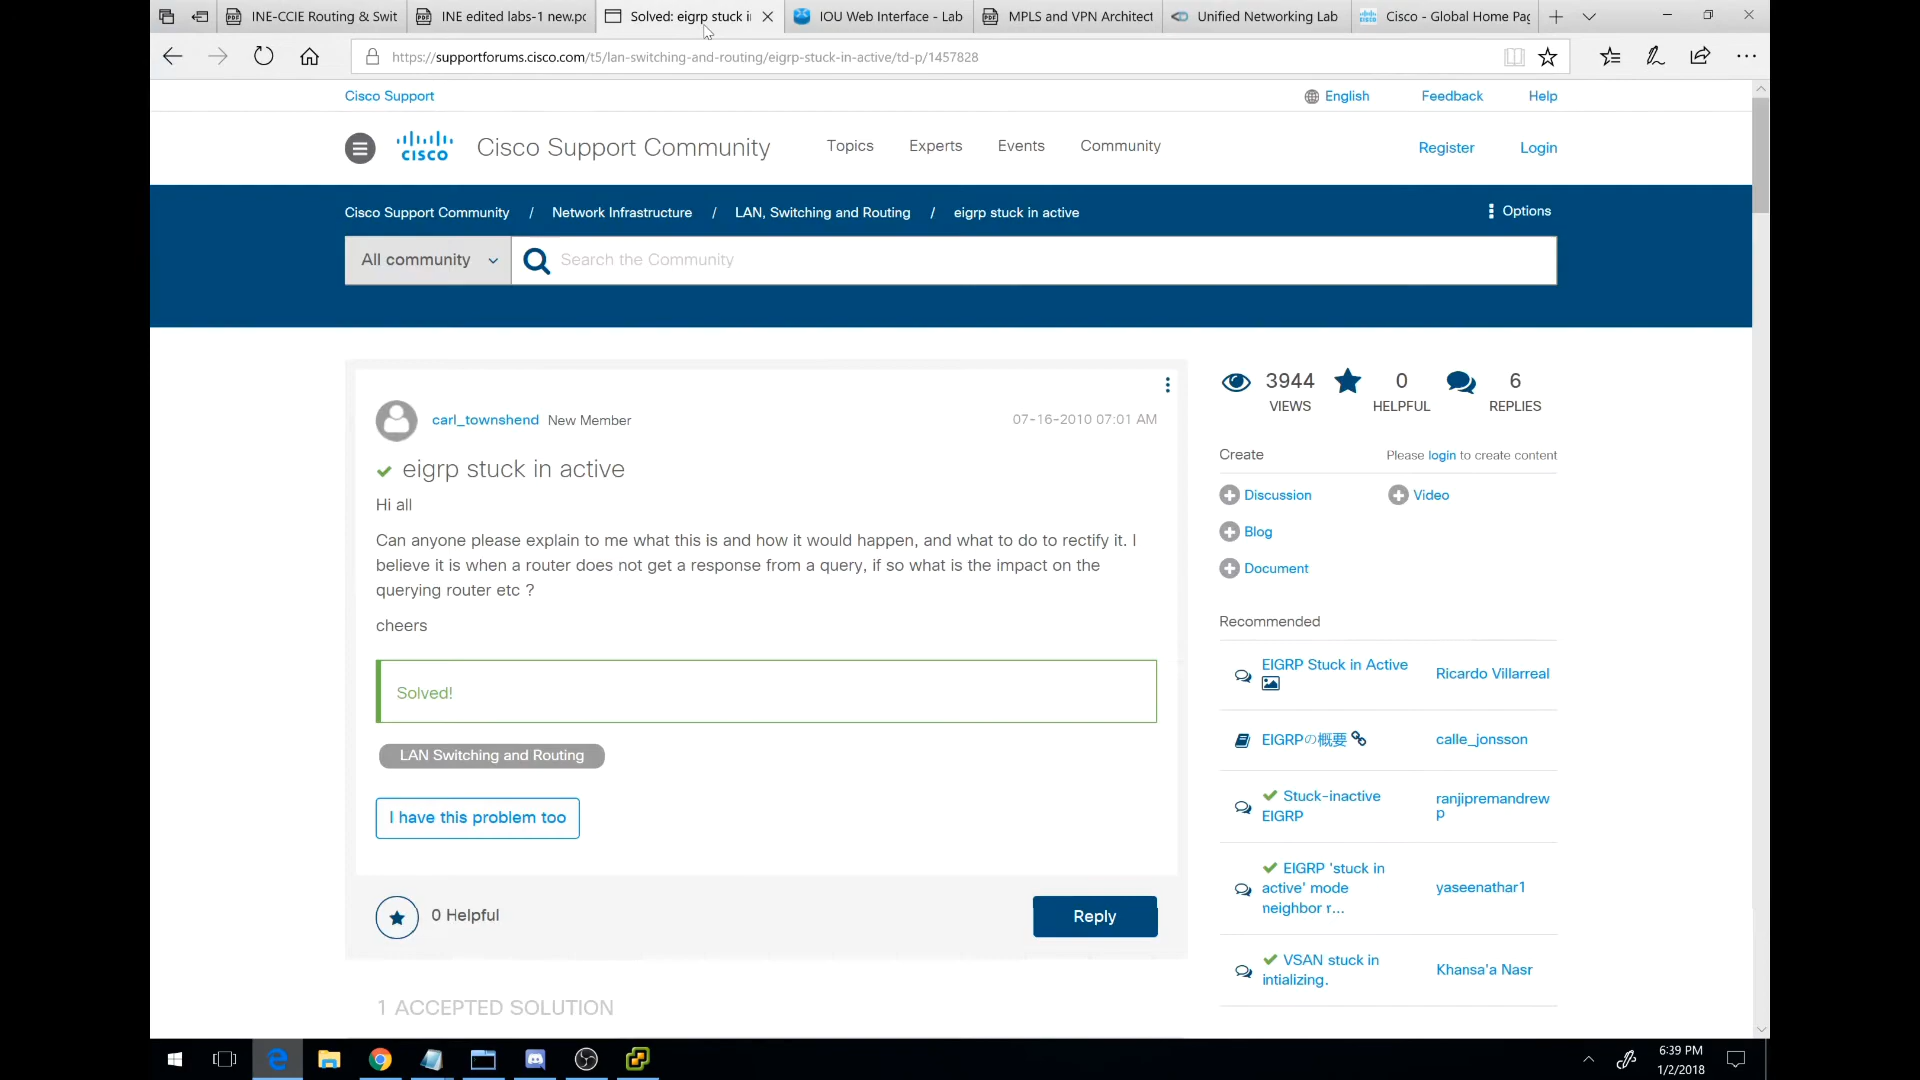 INE-CCIE Routing & Swit
INE edited labs-1 new.pc
Solved: eigrp stuck i
IOU Web Interface - Lab
MPLS and VPN Architect
Unified Networking Lab
Cisco - Global Home Pag
https://supportforums.cisco.com/t5/lan-switching-and-routing/eigrp-stuck-in-active/td-p/1457828
Cisco Support
English
Feedback
Help
CISCO
Cisco Support Community
Topics
Experts
Events
Community
Register
Login
Cisco Support Community / Network Infrastructure / LAN, Switching and Routing / eigrp stuck in active
Options
All community
Search the Community
carl_townshend New Member
07-16-2010 07:01 AM
eigrp stuck in active
Hi all
Can anyone please explain to me what this is and how it would happen, and what to do to rectify it. I
believe it is when a router does not get a response from a query, if so what is the impact on the
querying router etc ?
cheers
Solved!
LAN Switching and Routing
I have this problem too
0 Helpful
Reply
1 ACCEPTED SOLUTION
3944
VIEWS
0
HELPFUL
6
REPLIES
Create
Please login to create content
Discussion
Video
Blog
Document
Recommended
EIGRP Stuck in Active
Ricardo Villarreal
EIGRPの概要
calle_jonsson
Stuck-inactive
EIGRP
ranjipremandrew
p
EIGRP 'stuck in
active' mode
neighbor r...
yaseenathar1
VSAN stuck in
intializing.
Khansa'a Nasr
6:39 PM
1/2/2018